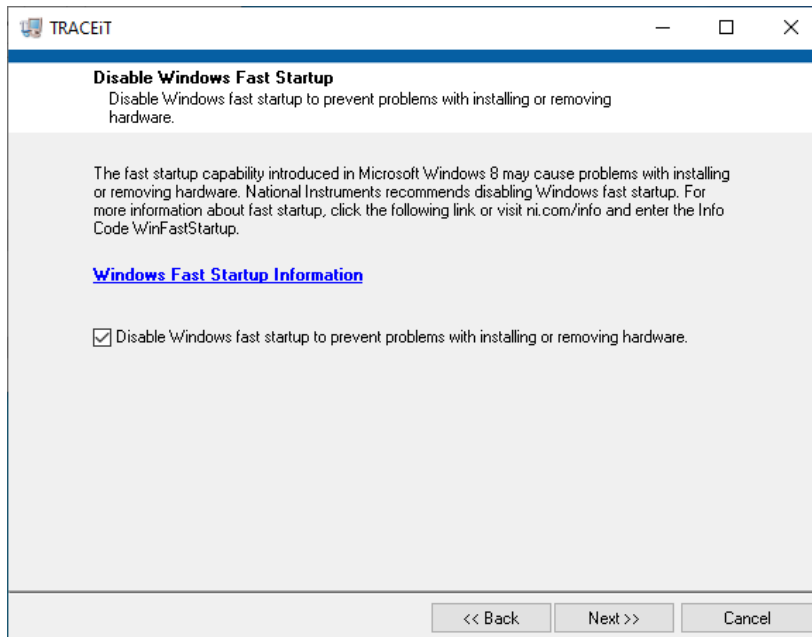 TRACEiT
Disable Windows Fast Startup
Disable Windows fast startup to prevent problems with installing or removing
hardware.
The fast startup capability introduced in Microsoft Windows 8 may cause problems with installing
or removing hardware. National Instruments recommends disabling Windows fast startup. For
more information about fast startup, click the following link or visit ni.com/info and enter the Info
Code WinFastStartup.
Windows Fast Startup Information
Disable Windows fast startup to prevent problems with installing or removing hardware.
<< Back Next >> Cancel